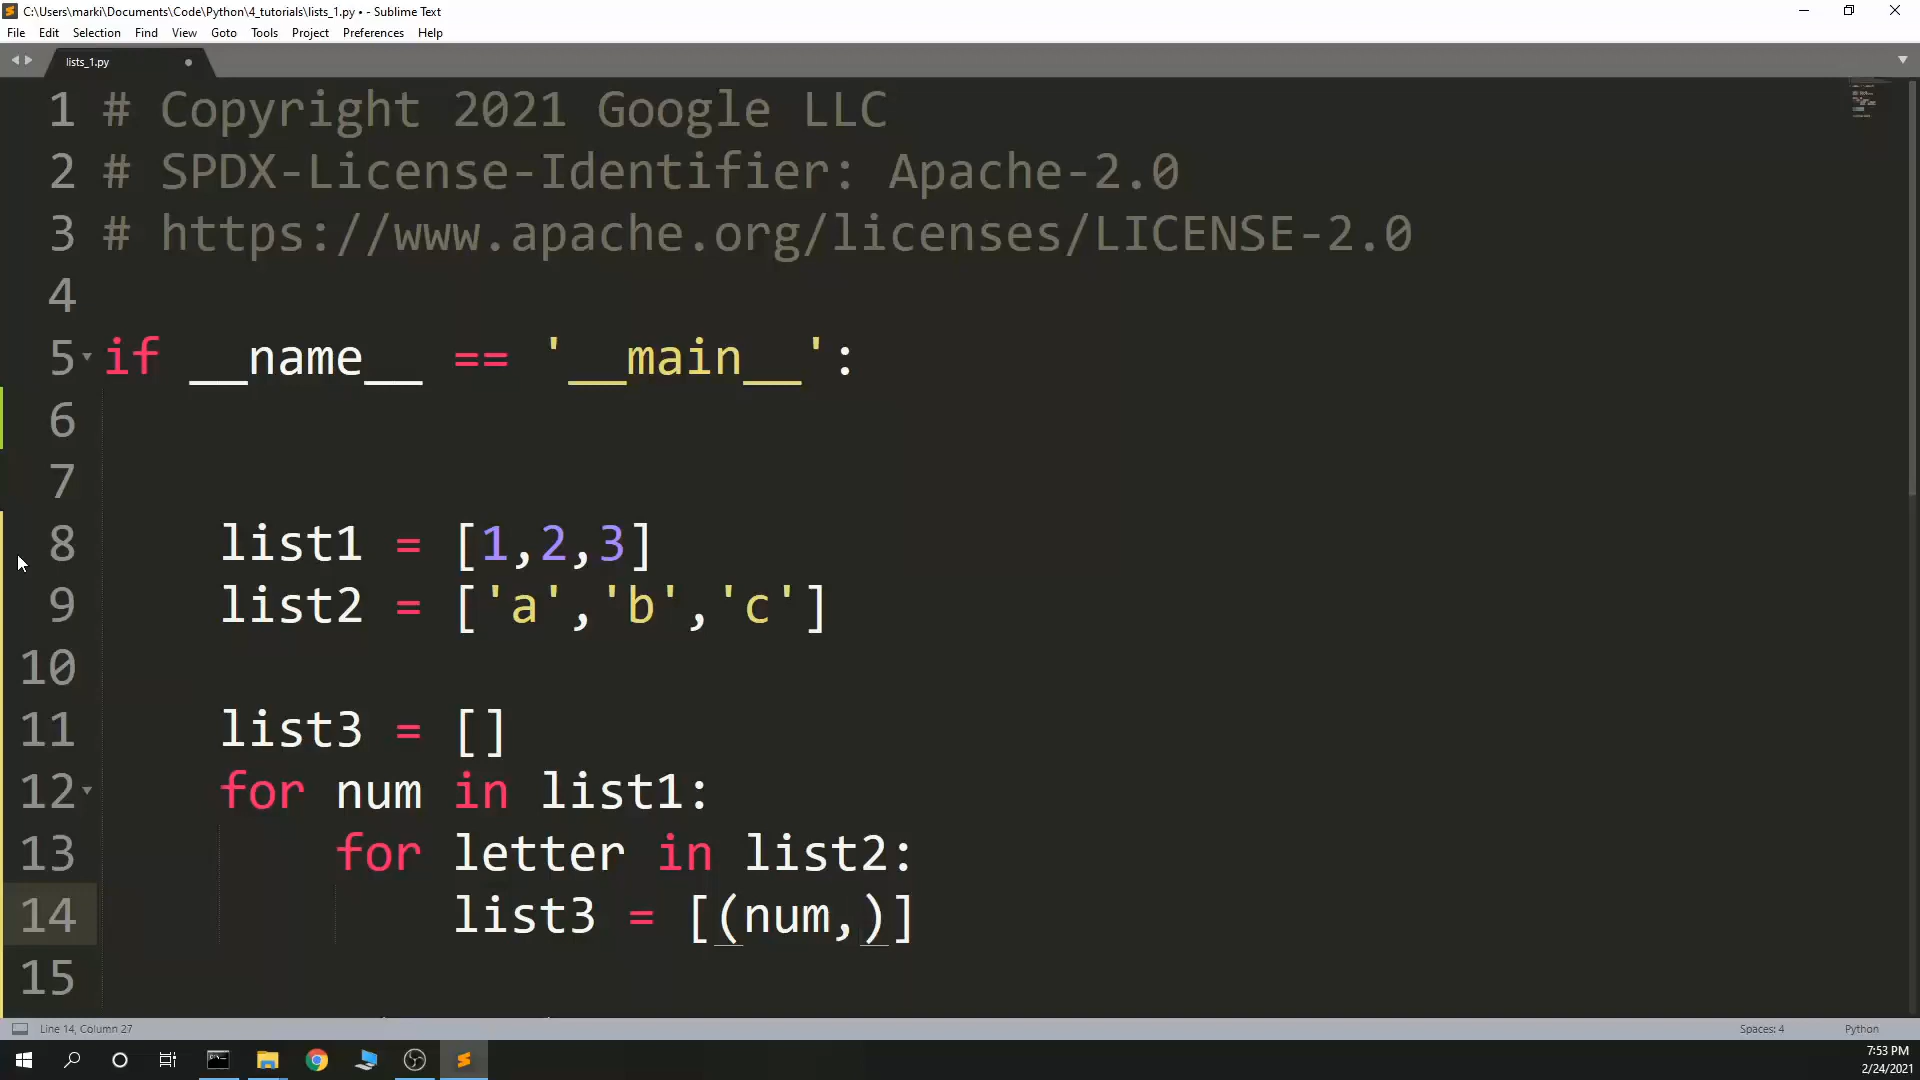 C:\Users\marki\Documents\Code\Python\4_tutorials\lists_1.py • - Sublime Text
File Edit Selection Find View Goto Tools Project Preferences Help
lists_1.py
1 # Copyright 2021 Google LLC
2 # SPDX-License-Identifier: Apache-2.0
3 # https://www.apache.org/licenses/LICENSE-2.0
4
5 if __name__ == '__main__':
6
7
8 list1 = [1,2,3]
9 list2 = ['a','b','c']
10
11 list3 = []
12 for num in list1:
13 for letter in list2:
14 list3 = [(num,)]
15
Line 14, Column 27 Spaces: 4 Python
7:53 PM
2/24/2021